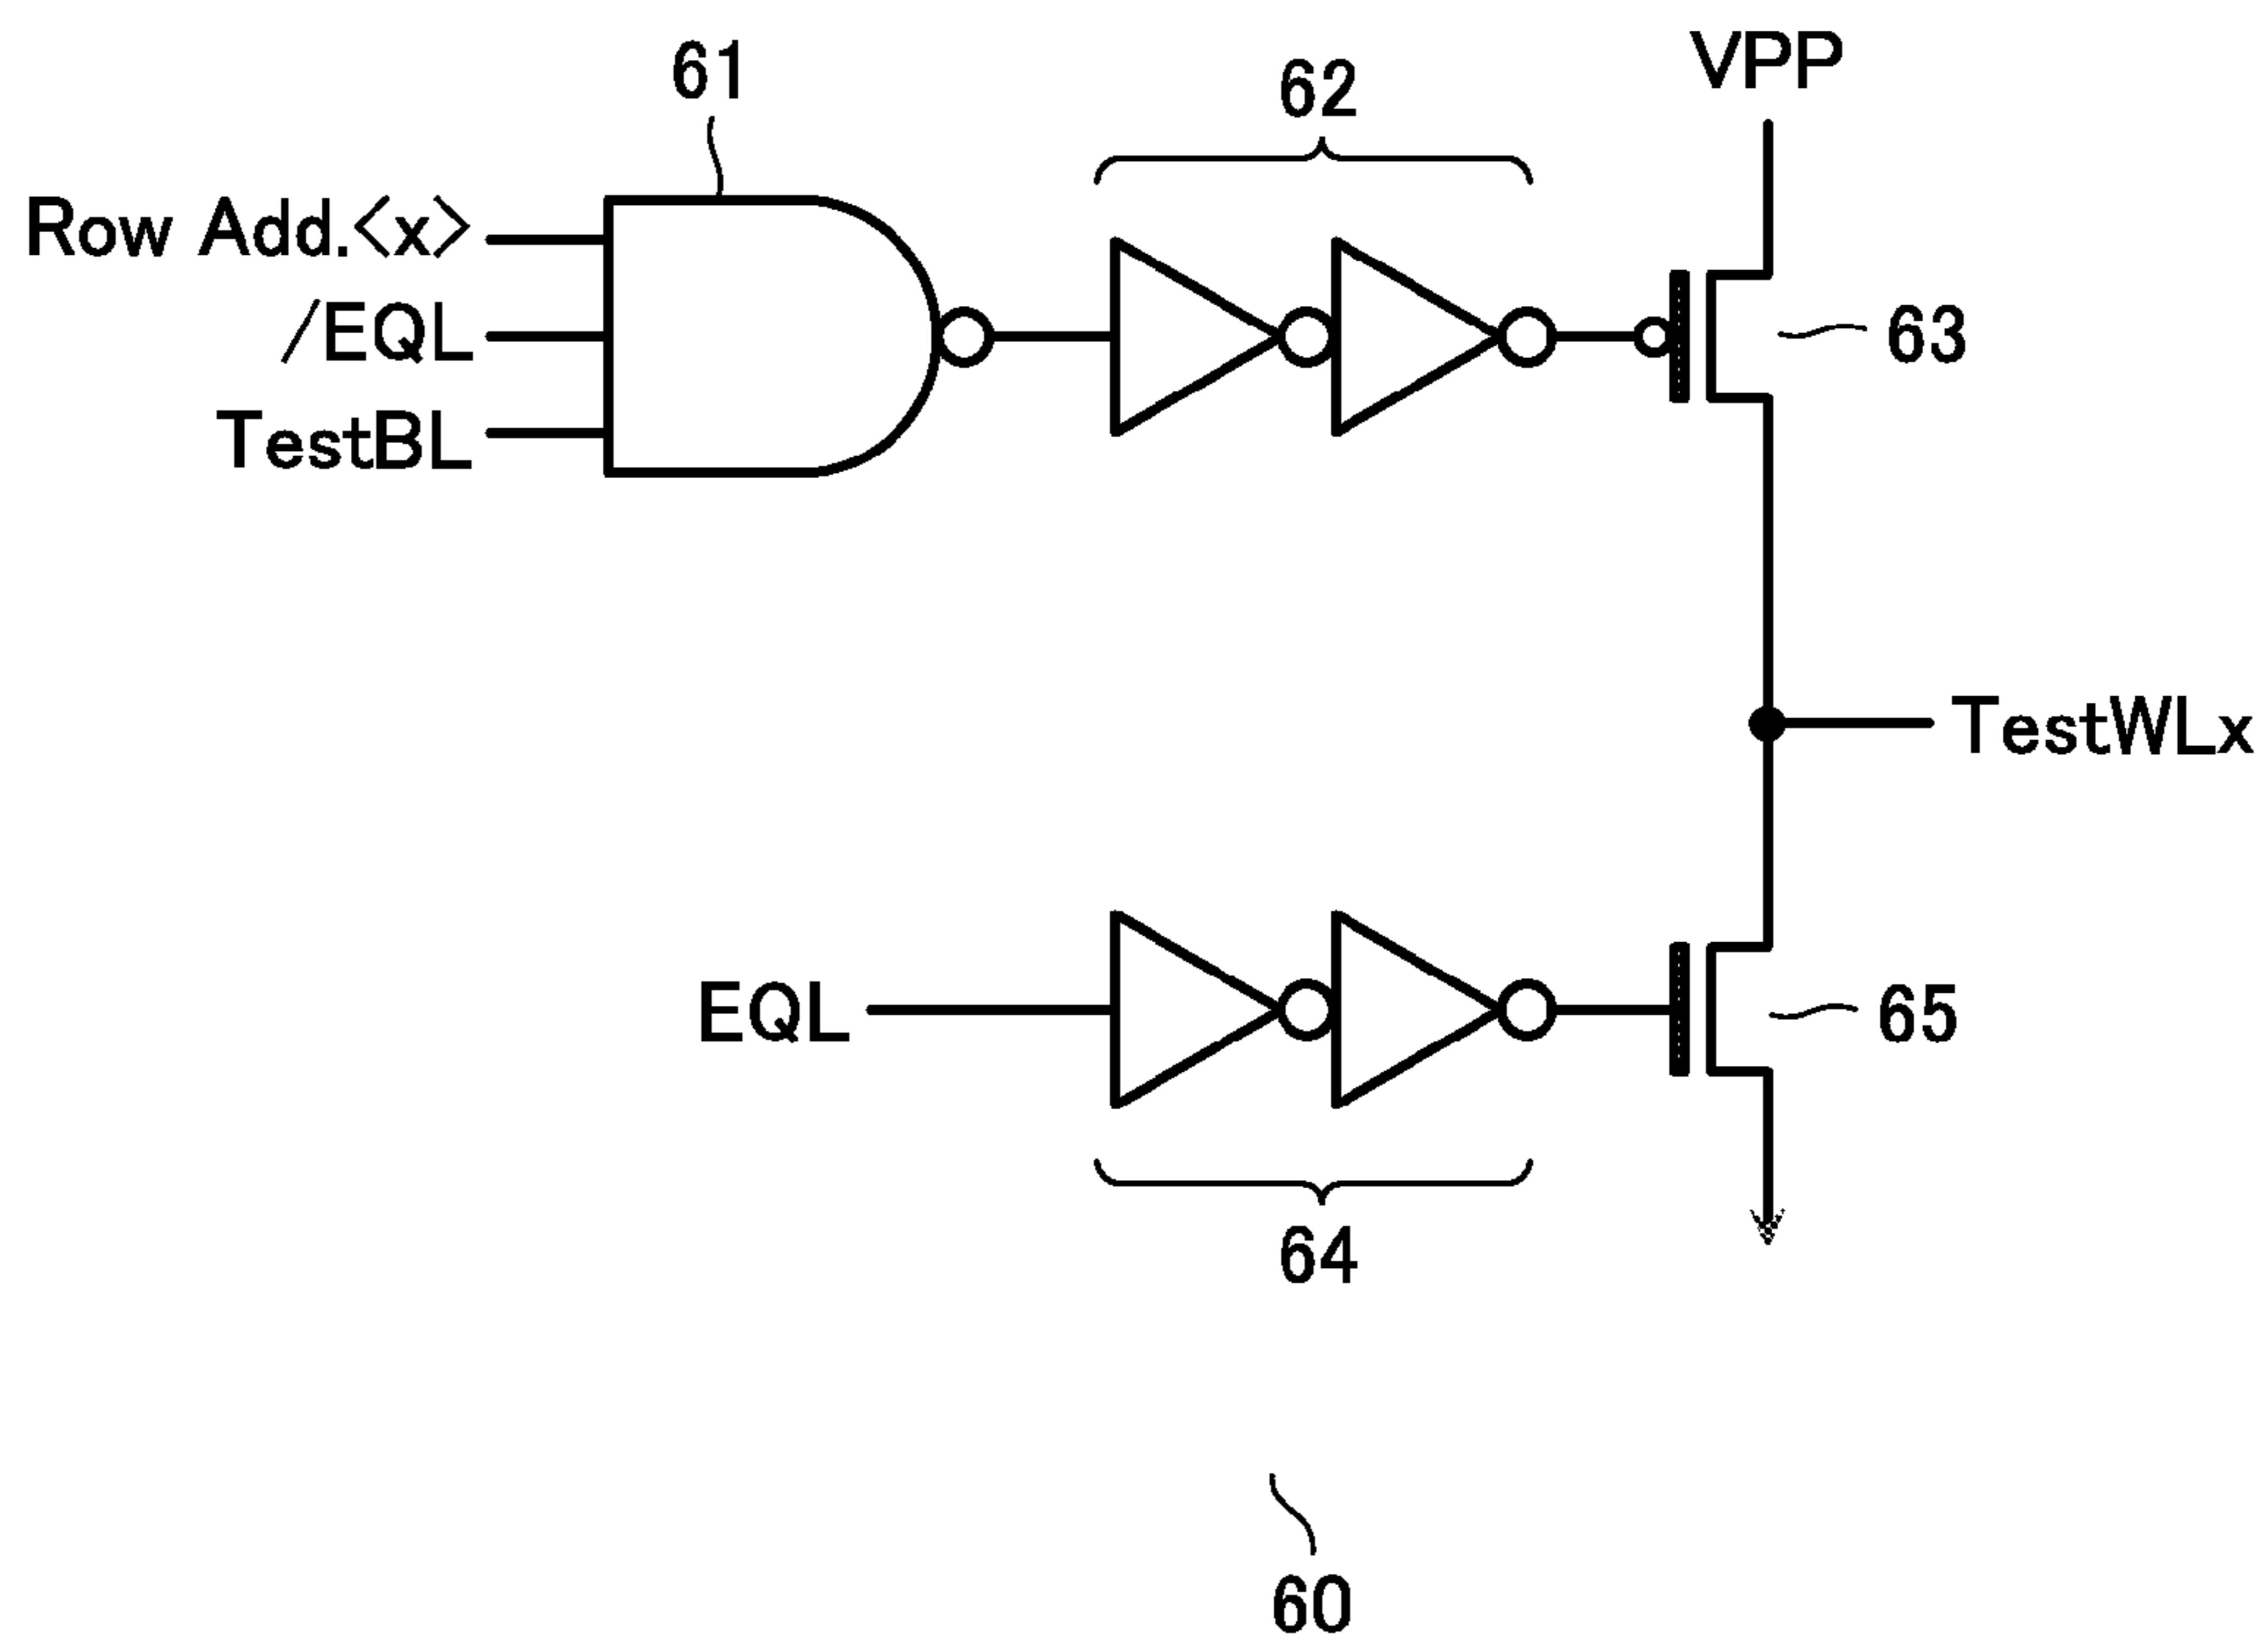 61
62
VPP
Row Add.<x>
/EQL
TestBL
63
TestWLx
EQL
65
64
60